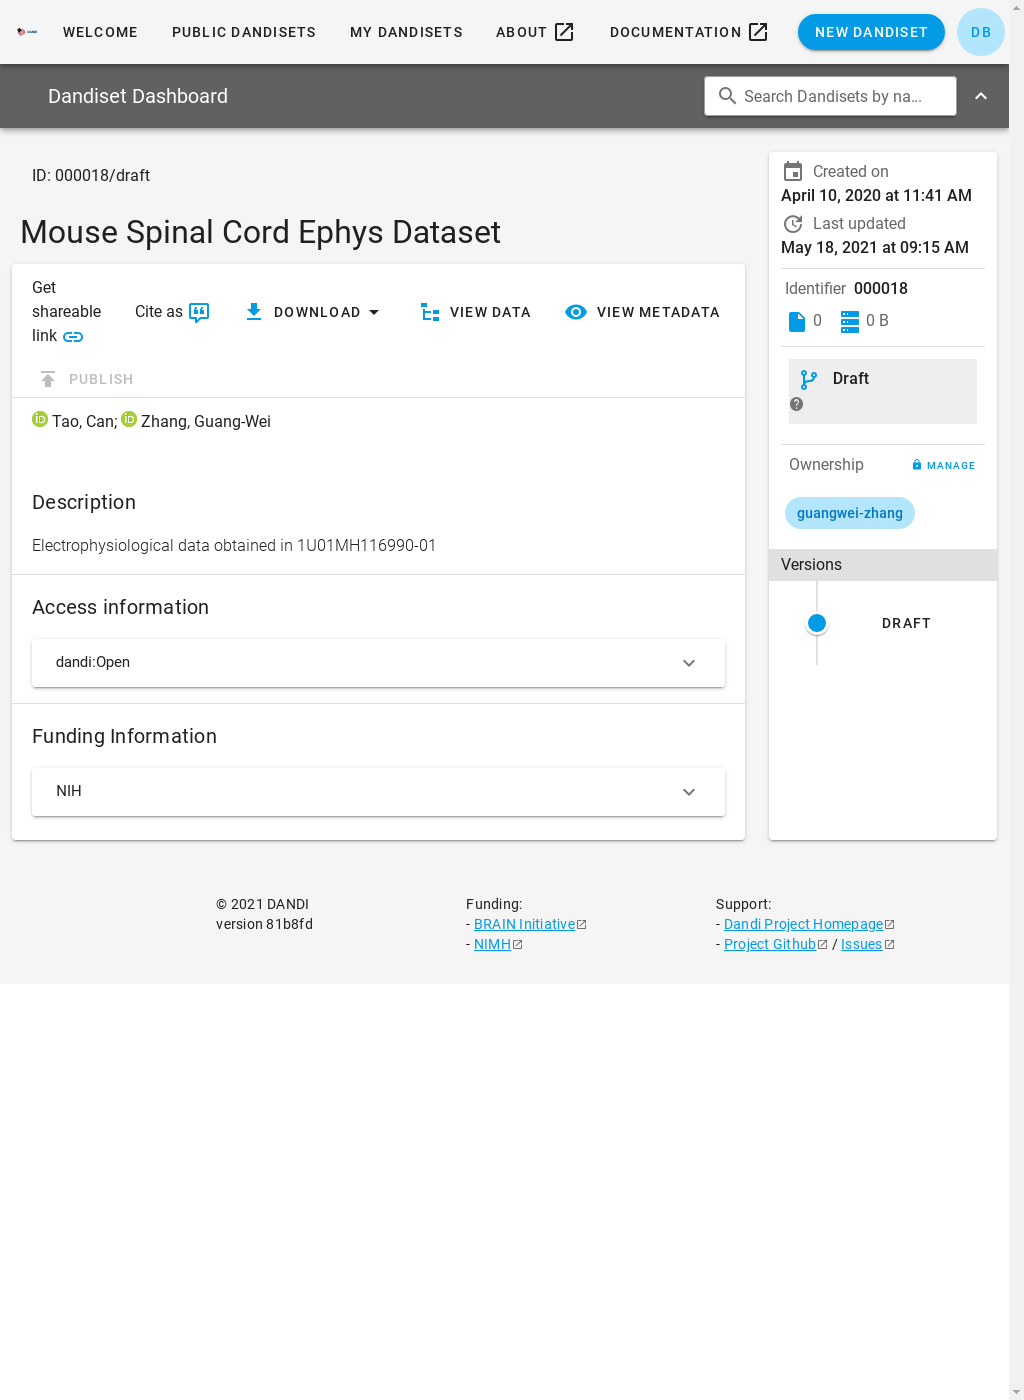 WELCOME PUBLIC DANDISETS MY DANDISETS ABOUT DOCUMENTATION NEW DANDISET DB
Dandiset Dashboard Search Dandisets by na...
ID: 000018/draft
Mouse Spinal Cord Ephys Dataset
Get shareable link
Cite as
DOWNLOAD
VIEW DATA
VIEW METADATA
PUBLISH
iD Tao, Can; iD Zhang, Guang-Wei
Description
Electrophysiological data obtained in 1U01MH116990-01
Access information
dandi:Open
Funding Information
NIH
Created on
April 10, 2020 at 11:41 AM
Last updated
May 18, 2021 at 09:15 AM
Identifier 000018
0 0 B
Draft
Ownership MANAGE
guangwei-zhang
Versions
DRAFT
© 2021 DANDI
version 81b8fd
Funding:
- BRAIN Initiative
- NIMH
Support:
- Dandi Project Homepage
- Project Github / Issues